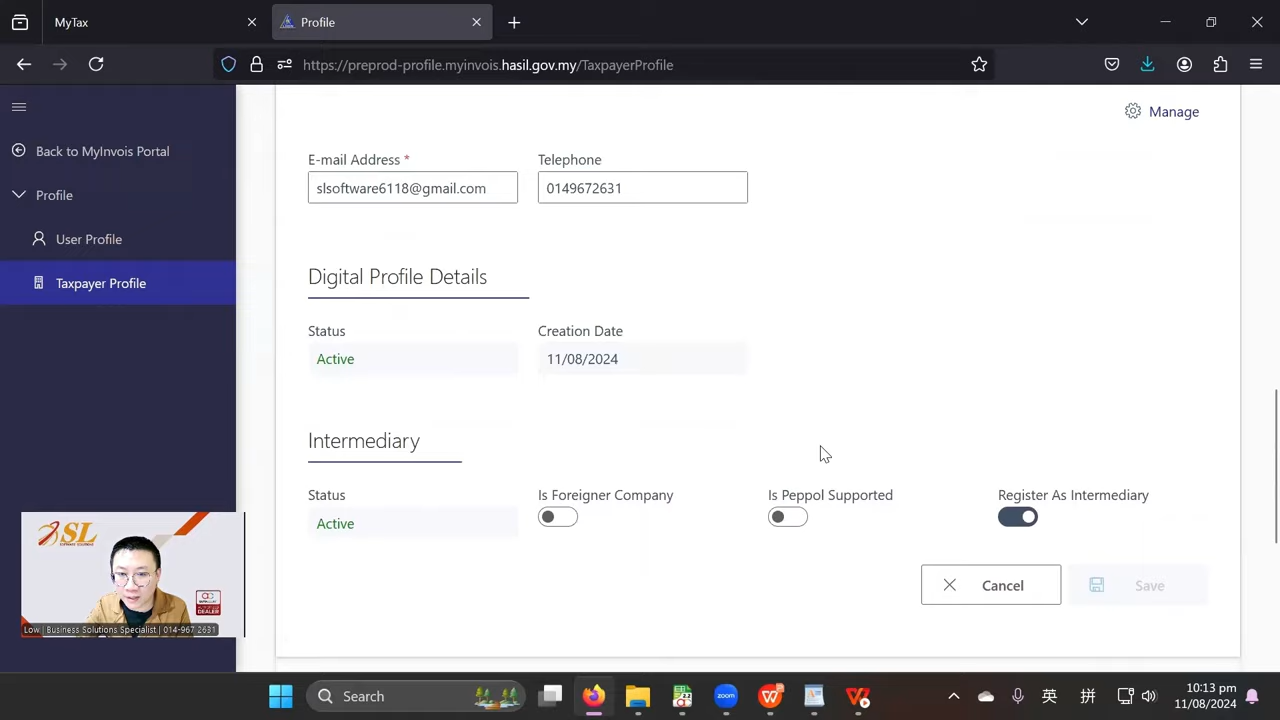 MyTax
Profile
https://preprod-profile.myinvois.hasil.gov.my/TaxpayerProfile
Manage
Back to MyInvois Portal
E-mail Address *
Telephone
slsoftware6118@gmail.com
0149672631
Profile
User Profile
Taxpayer Profile
Digital Profile Details
Status
Creation Date
Active
11/08/2024
Intermediary
Status
Is Foreigner Company
Is Peppol Supported
Register As Intermediary
Active
Cancel
Save
SL
DEALER
Low | Business Solutions Specialist | 014-967 2631
Search
zoom
英
拼
10:13 pm
11/08/2024